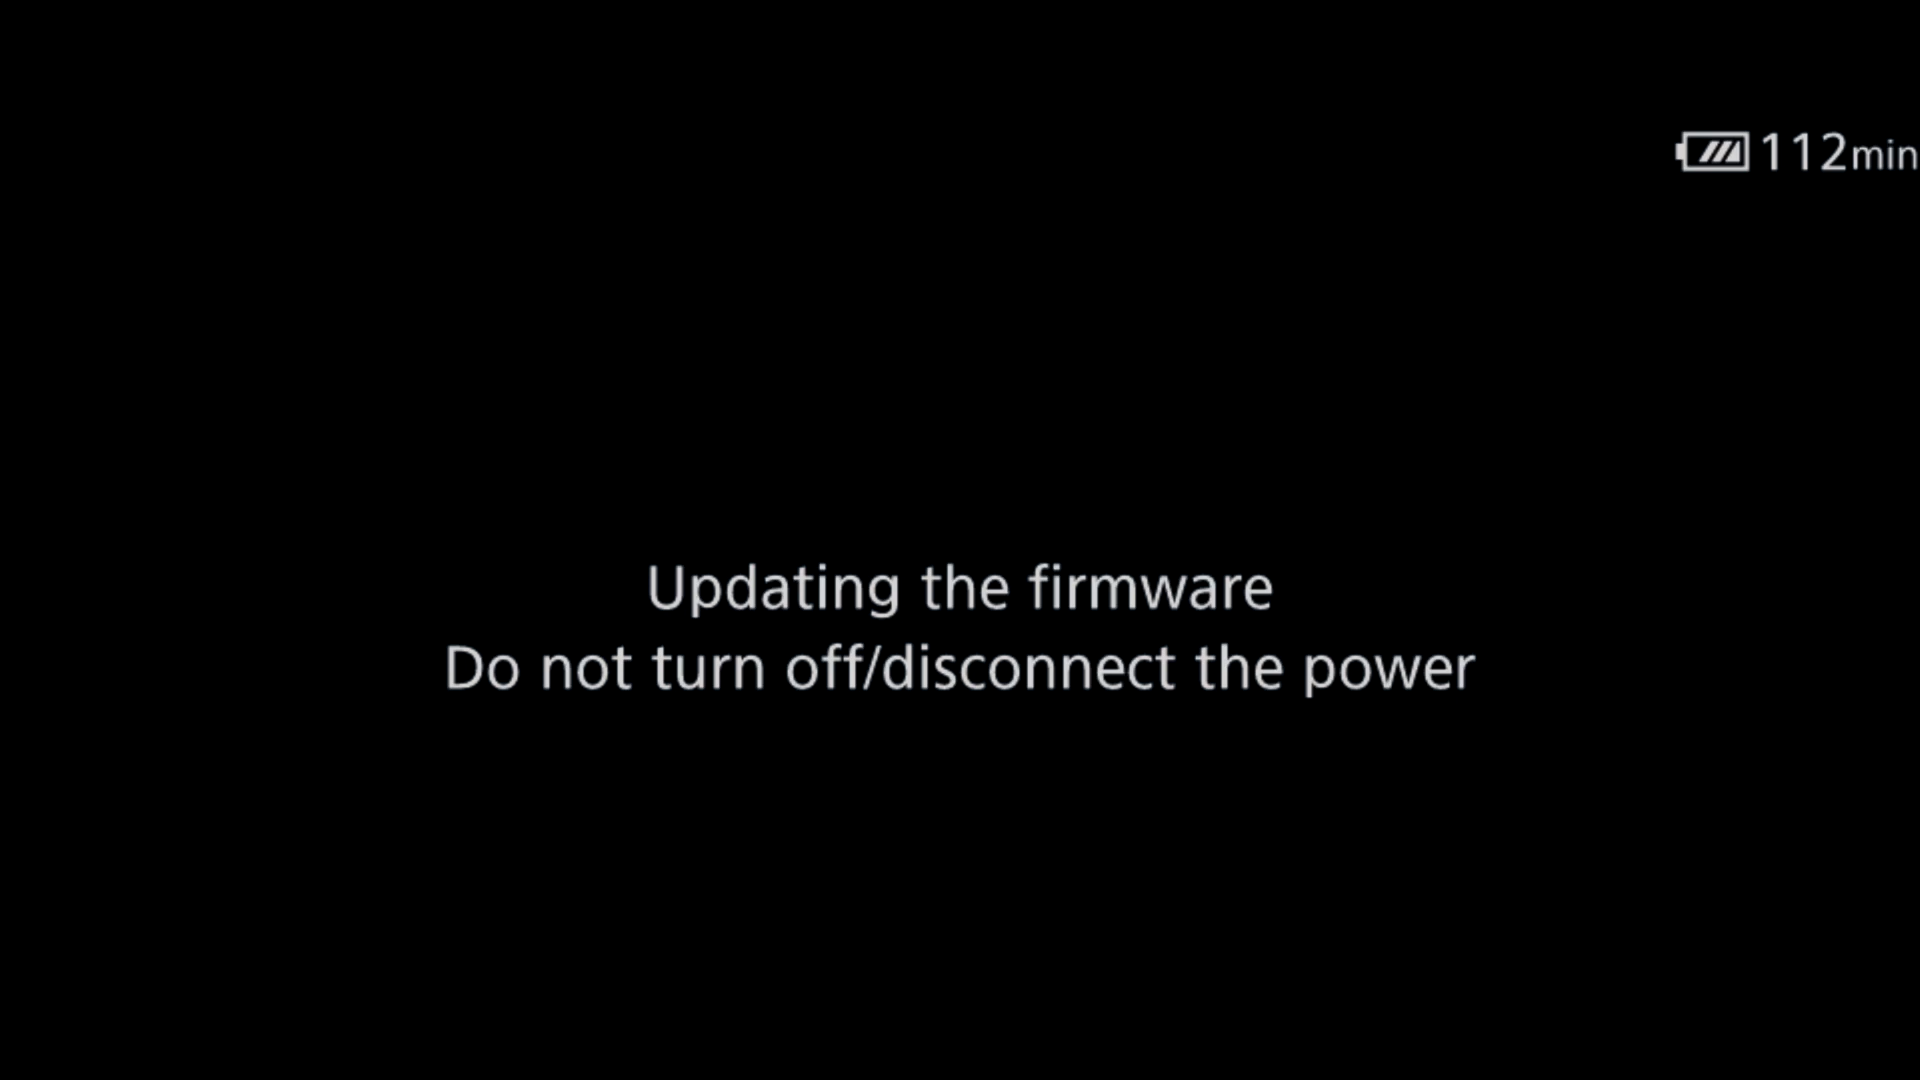 112min
Updating the firmware
Do not turn off/disconnect the power